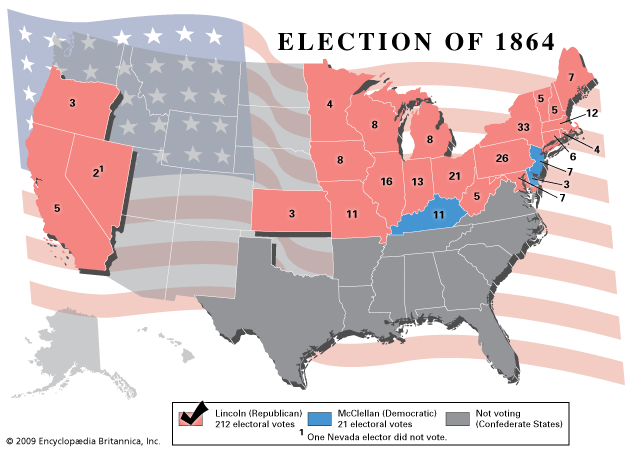 ELECTION OF 1864
7
3
4
5
5
12
8
8
33
4
2¹
8
26
6
7
3
7
5
16
13
21
5
3
11
11
Lincoln (Republican)
212 electoral votes
McClellan (Democratic)
21 electoral votes
Not voting
(Confederate States)
¹ One Nevada elector did not vote.
© 2009 Encyclopædia Britannica, Inc.